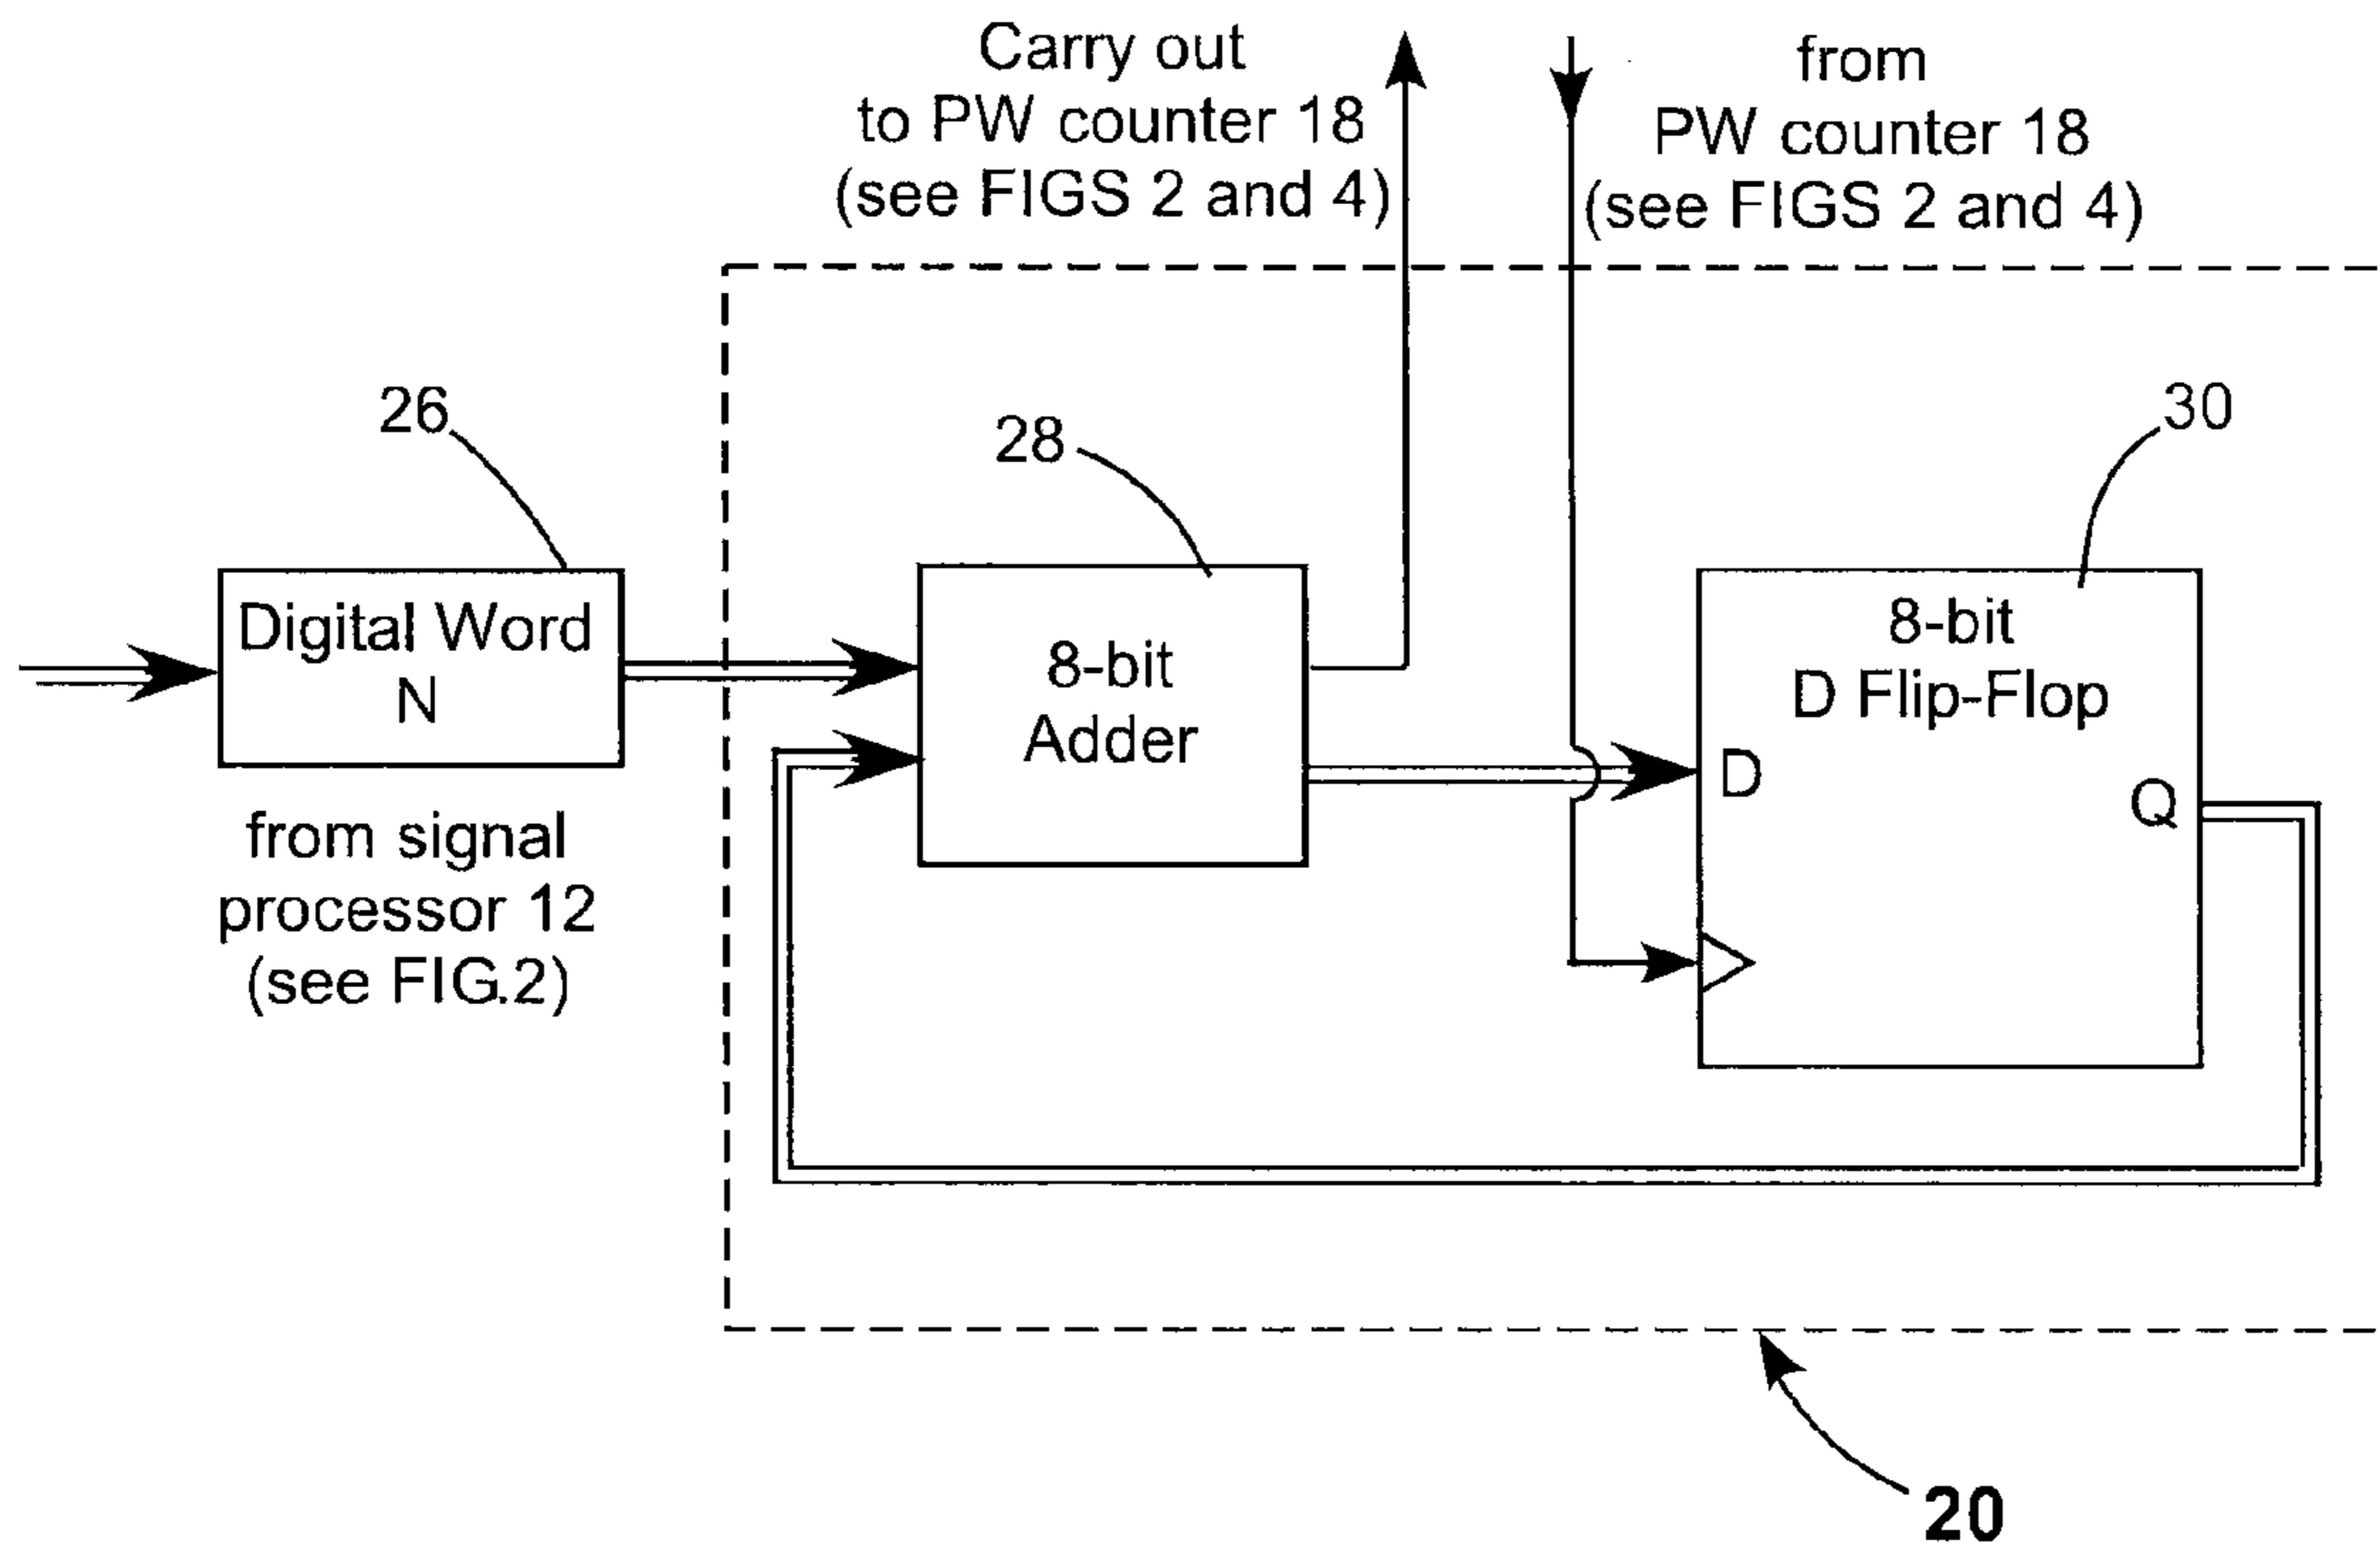 Carry out
to PW counter 18
(see FIGS 2 and 4)
from
PW counter 18
(see FIGS 2 and 4)
26
28
30
Digital Word
N
8-bit
Adder
8-bit
D Flip-Flop
D
Q
from signal
processor 12
(see FIG.2)
20